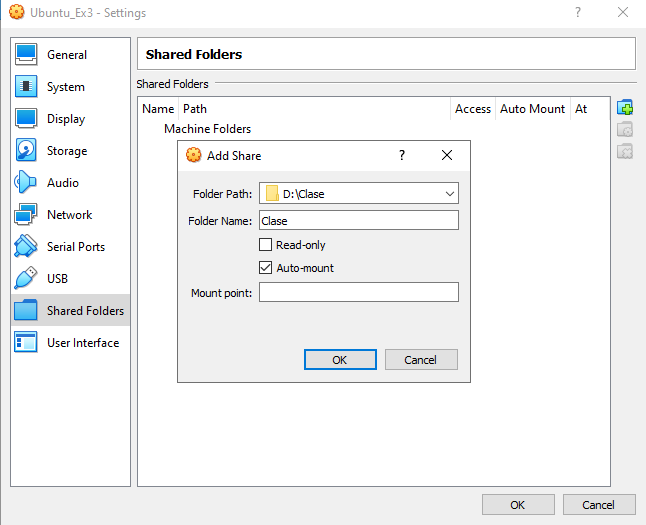 Ubuntu_Ex3 - Settings
?
General
System
Display
Storage
Audio
Network
Serial Ports
USB
Shared Folders
User Interface
Shared Folders
Shared Folders
Name Path Access Auto Mount At
Machine Folders
Add Share
?
Folder Path: D:\Clase
Folder Name: Clase
Read-only
Auto-mount
Mount point:
OK Cancel
OK Cancel